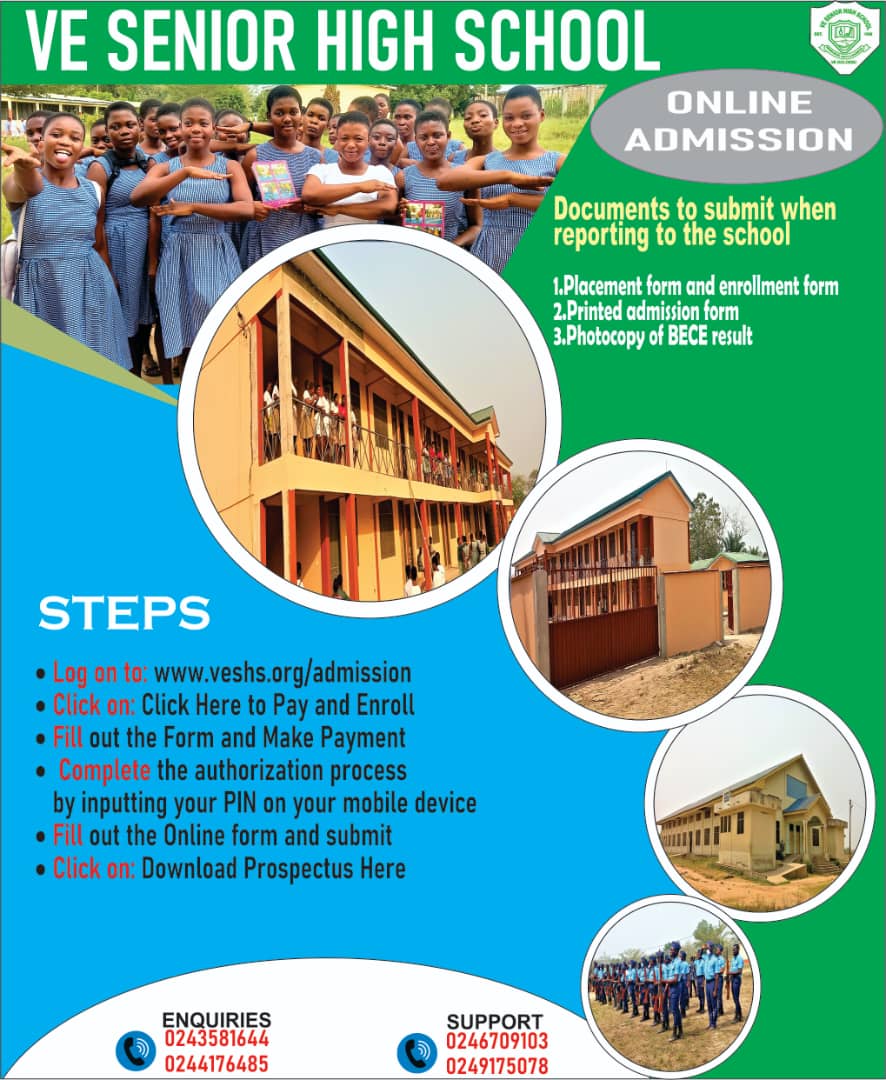 VE SENIOR HIGH SCHOOL
VE SENIOR HIGH SCHOOL
ONLINE
ADMISSION
Documents to submit when
reporting to the school
1.Placement form and enrollment form
2.Printed admission form
3.Photocopy of BECE result
STEPS
• Log on to: www.veshs.org/admission
• Click on: Click Here to Pay and Enroll
• Fill out the Form and Make Payment
• Complete the authorization process
by inputting your PIN on your mobile device
• Fill out the Online form and submit
• Click on: Download Prospectus Here
ENQUIRIES
0243581644
0244176485
SUPPORT
0246709103
0249175078